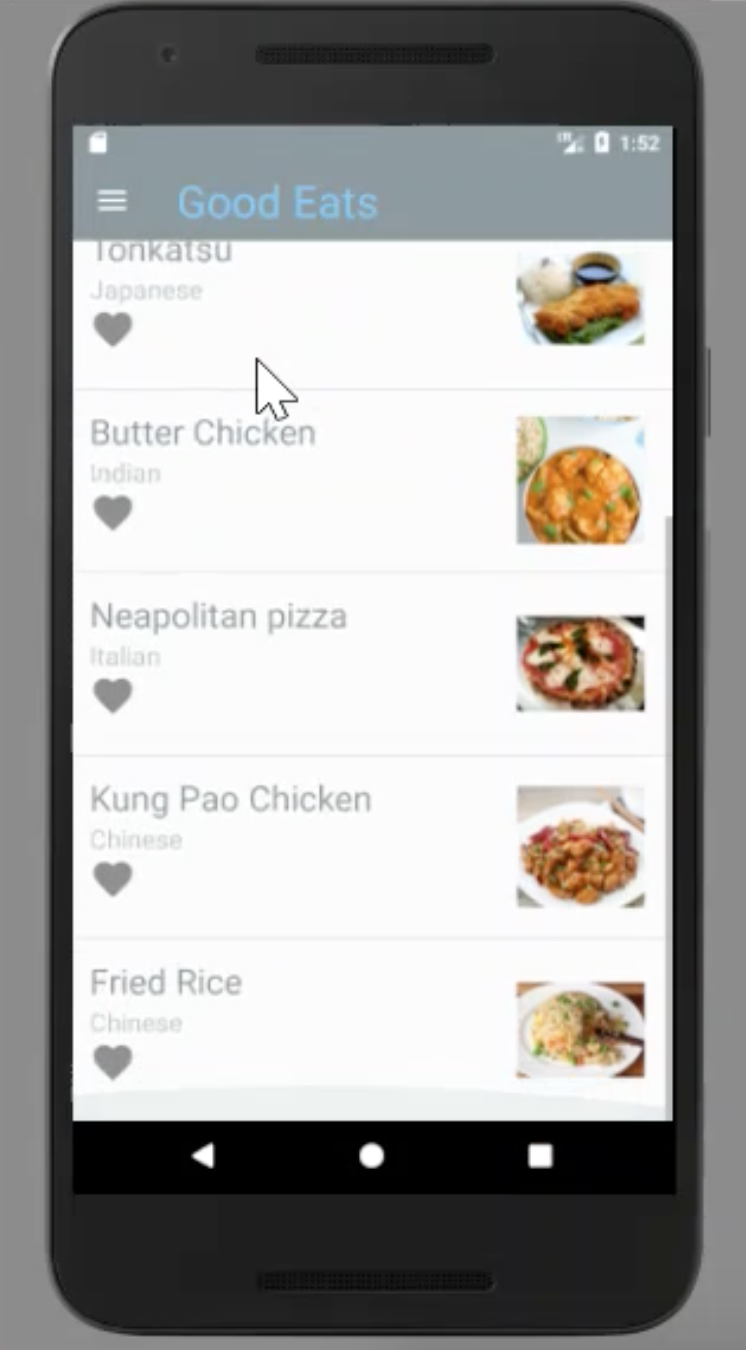 1:52
Good Eats
Tonkatsu
Japanese
Butter Chicken
Indian
Neapolitan pizza
Italian
Kung Pao Chicken
Chinese
Fried Rice
Chinese